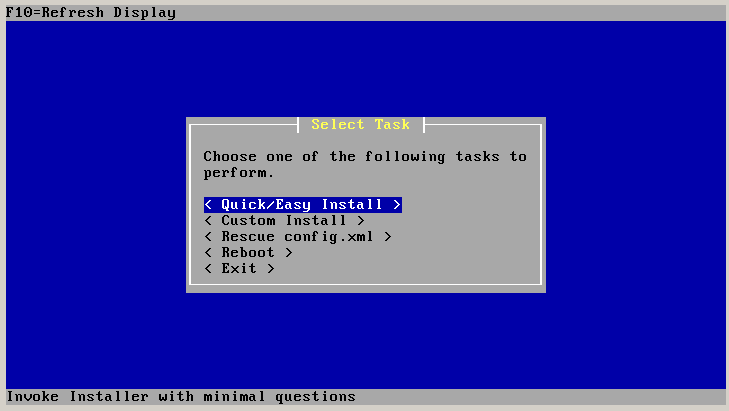 F10=Refresh Display
Select Task
Choose one of the following tasks to
perform.
< Quick/Easy Install >
< Custom Install >
< Rescue config.xml >
< Reboot >
< Exit >
Invoke Installer with minimal questions